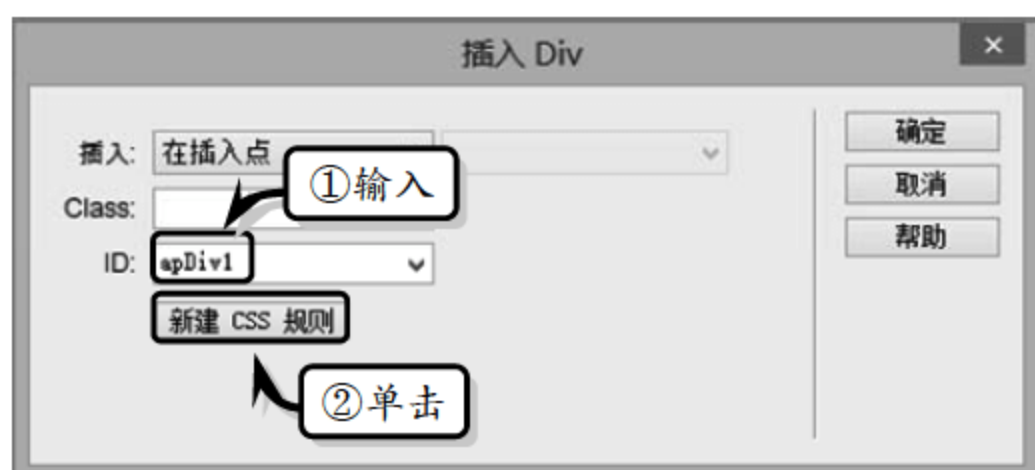 插入 Div
×
插入: 在插入点
确定
①输入
取消
Class:
帮助
ID: apDiv1
新建 CSS 规则
②单击